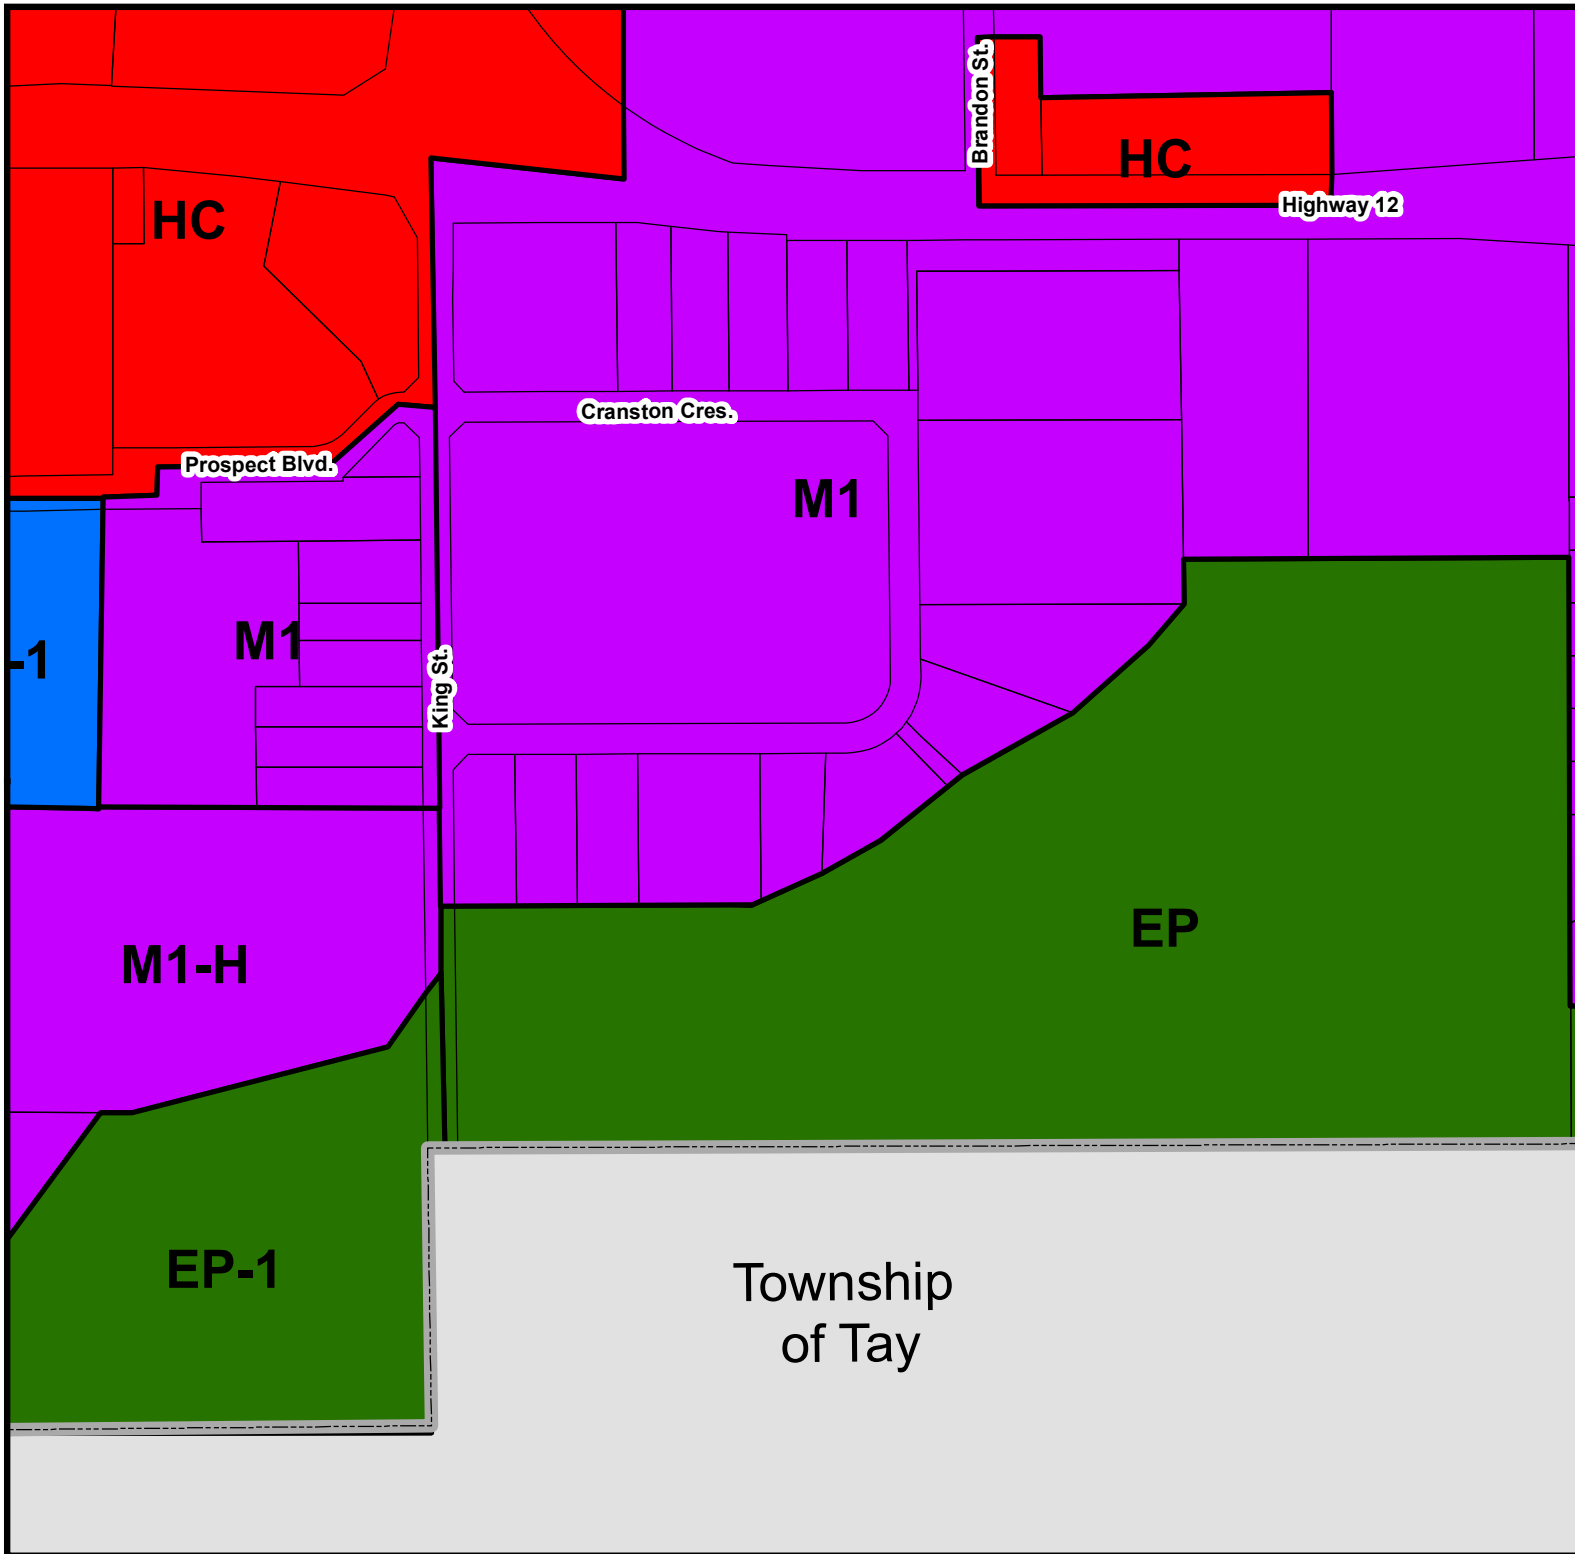 Brandon St.
HC
HC
Highway 12
Cranston Cres.
Prospect Blvd.
M1
M1
-1
King St.
EP
M1-H
EP-1
Township
of Tay